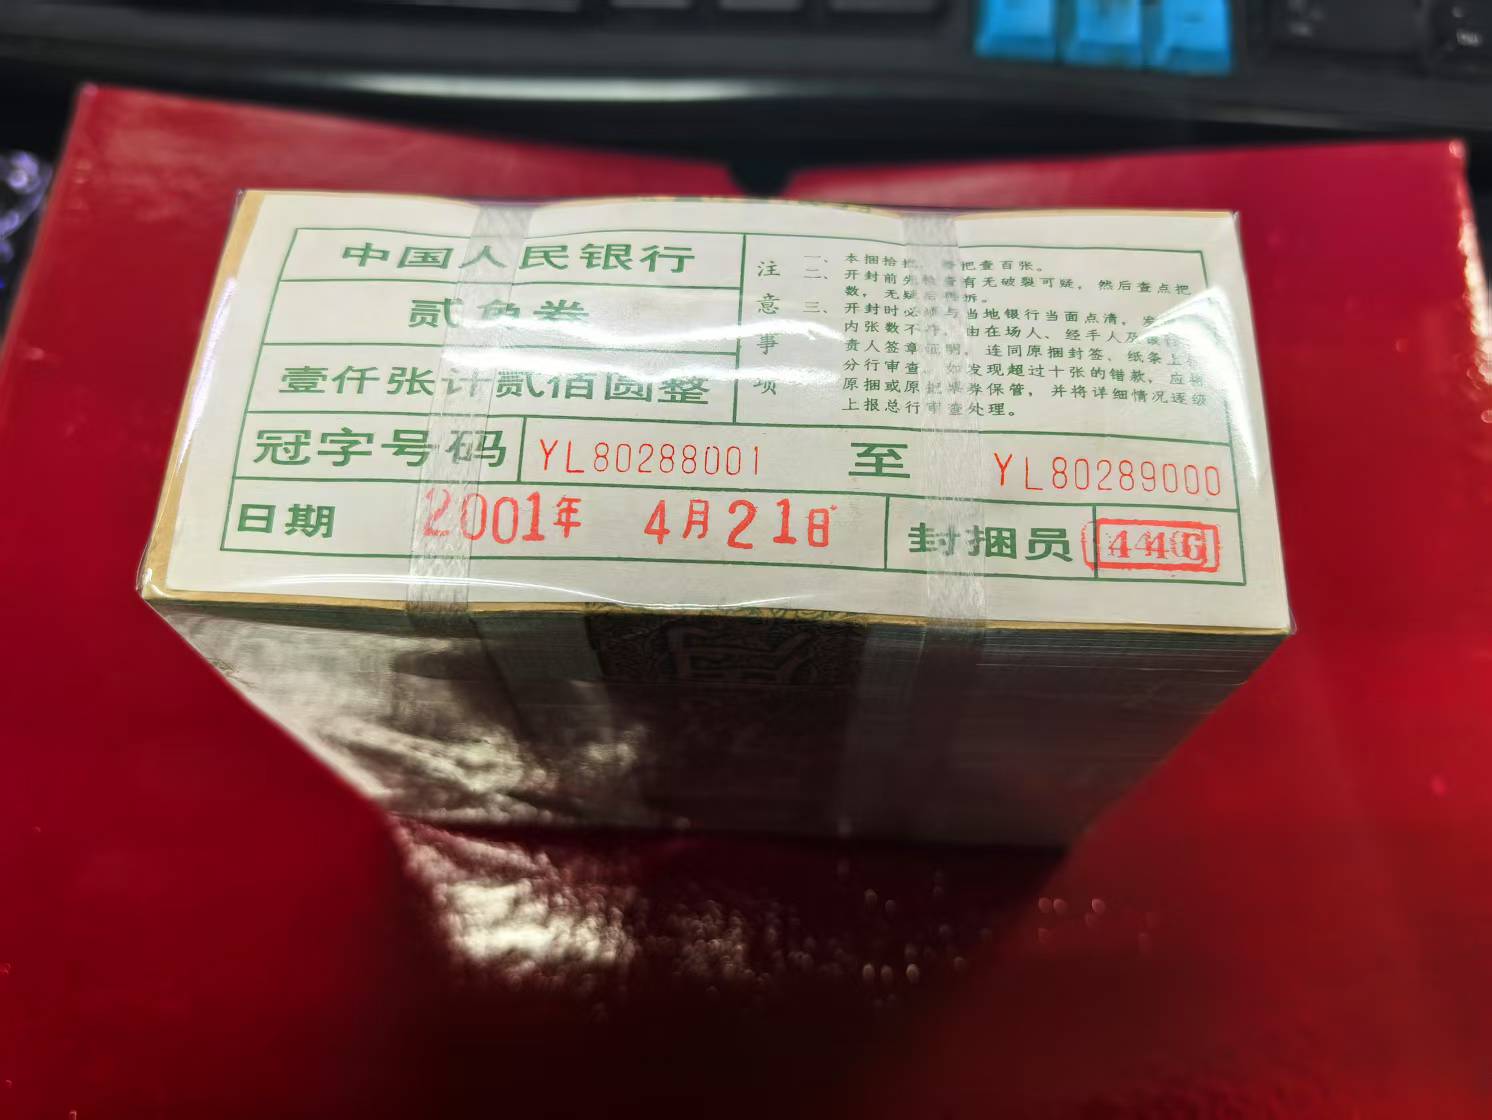 中国人民银行
贰角券
壹仟张计贰佰圆整
注意事项
一、本捆拾把,每把壹百张。
二、开封前先检查有无破裂可疑,然后查点把
数,无疑后再拆。
三、开封时必须与当地银行当面点清,发
内张数不符,由在场人、经手人及银行
责人签章证明,连同原捆封签、纸条上
分行审查。如发现超过十张的错款,应将
原捆或原把票券保管,并将详细情况逐级
上报总行审查处理。
冠字号码 YL80288001 至 YL80289000
日期 2001年 4月21日 封捆员 446